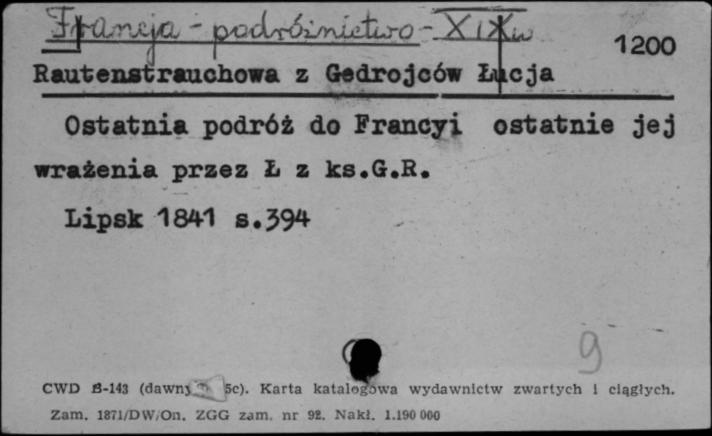 Francja - podróżnictwo - XIX w
1200
Rautenstrauchowa z Gedrojców Łucja
Ostatnia podróż do Francyi ostatnie jej
wrażenia przez Ł z ks.G.R.
Lipsk 1841 s.394
9
CWD B-143 (dawny 5c). Karta katalogowa wydawnictw zwartych i ciągłych.
Zam. 1871/DW/On. ZGG zam. nr 92. Nakł. 1.190 000